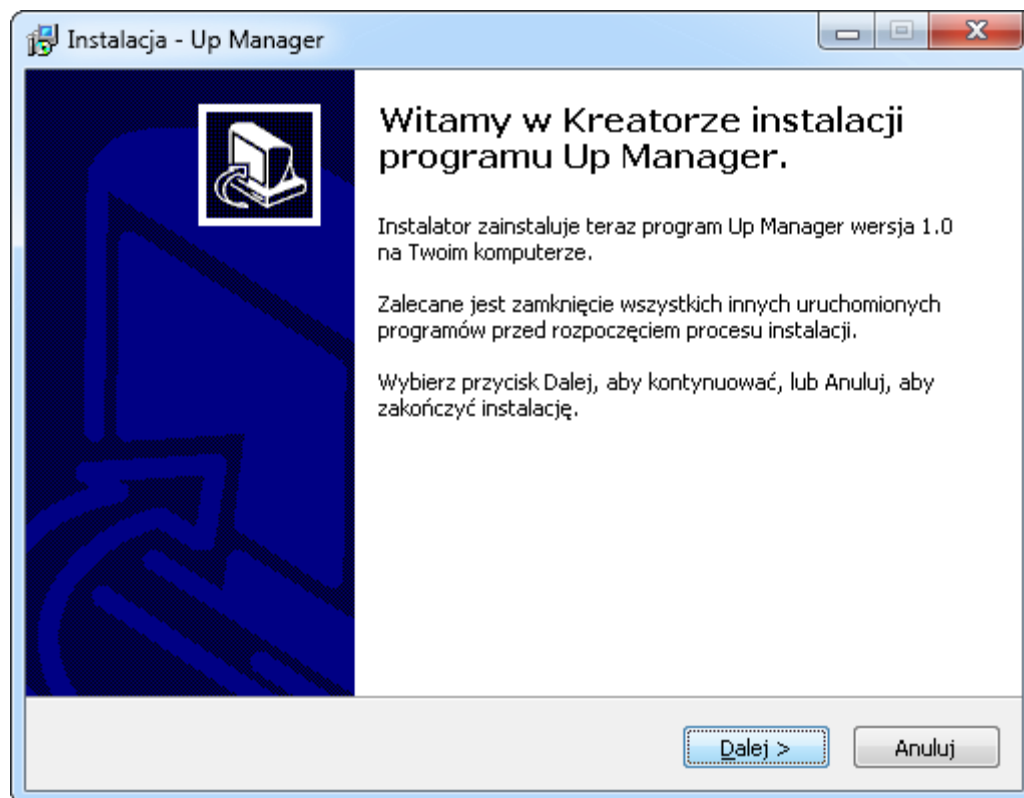 Instalacja - Up Manager
Witamy w Kreatorze instalacji
programu Up Manager.
Instalator zainstaluje teraz program Up Manager wersja 1.0
na Twoim komputerze.
Zalecane jest zamknięcie wszystkich innych uruchomionych
programów przed rozpoczęciem procesu instalacji.
Wybierz przycisk Dalej, aby kontynuować, lub Anuluj, aby
zakończyć instalację.
Dalej > Anuluj